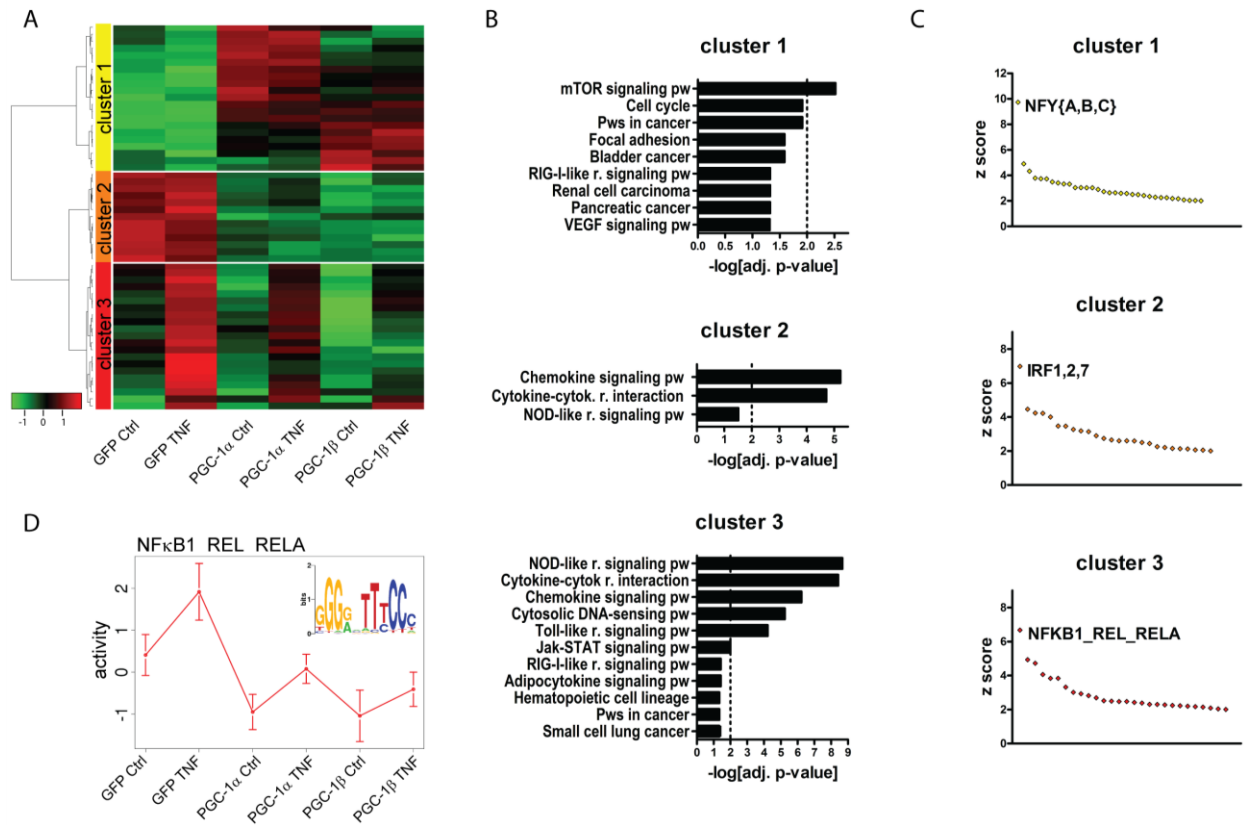 A
cluster 1
cluster 2
cluster 3
-1 0 1
GFP Ctrl
GFP TNF
PGC-1α Ctrl
PGC-1α TNF
PGC-1β Ctrl
PGC-1β TNF
B
cluster 1
mTOR signaling pw
Cell cycle
Pws in cancer
Focal adhesion
Bladder cancer
RIG-I-like r. signaling pw
Renal cell carcinoma
Pancreatic cancer
VEGF signaling pw
0.0 0.5 1.0 1.5 2.0 2.5
-log[adj. p-value]
cluster 2
Chemokine signaling pw
Cytokine-cytok. r. interaction
NOD-like r. signaling pw
0 1 2 3 4 5
-log[adj. p-value]
cluster 3
NOD-like r. signaling pw
Cytokine-cytok r. interaction
Chemokine signaling pw
Cytosolic DNA-sensing pw
Toll-like r. signaling pw
Jak-STAT signaling pw
RIG-I-like r. signaling pw
Adipocytokine signaling pw
Hematopoietic cell lineage
Pws in cancer
Small cell lung cancer
0 1 2 3 4 5 6 7 8 9
-log[adj. p-value]
C
cluster 1
z score
12
10
8
6
4
2
0
NFY{A,B,C}
cluster 2
z score
8
6
4
2
0
IRF1,2,7
cluster 3
z score
8
6
4
2
0
NFKB1_REL_RELA
D
NFκB1 REL RELA
activity
2
1
0
-1
bits
2
1
0
GFP Ctrl
GFP TNF
PGC-1α Ctrl
PGC-1α TNF
PGC-1β Ctrl
PGC-1β TNF